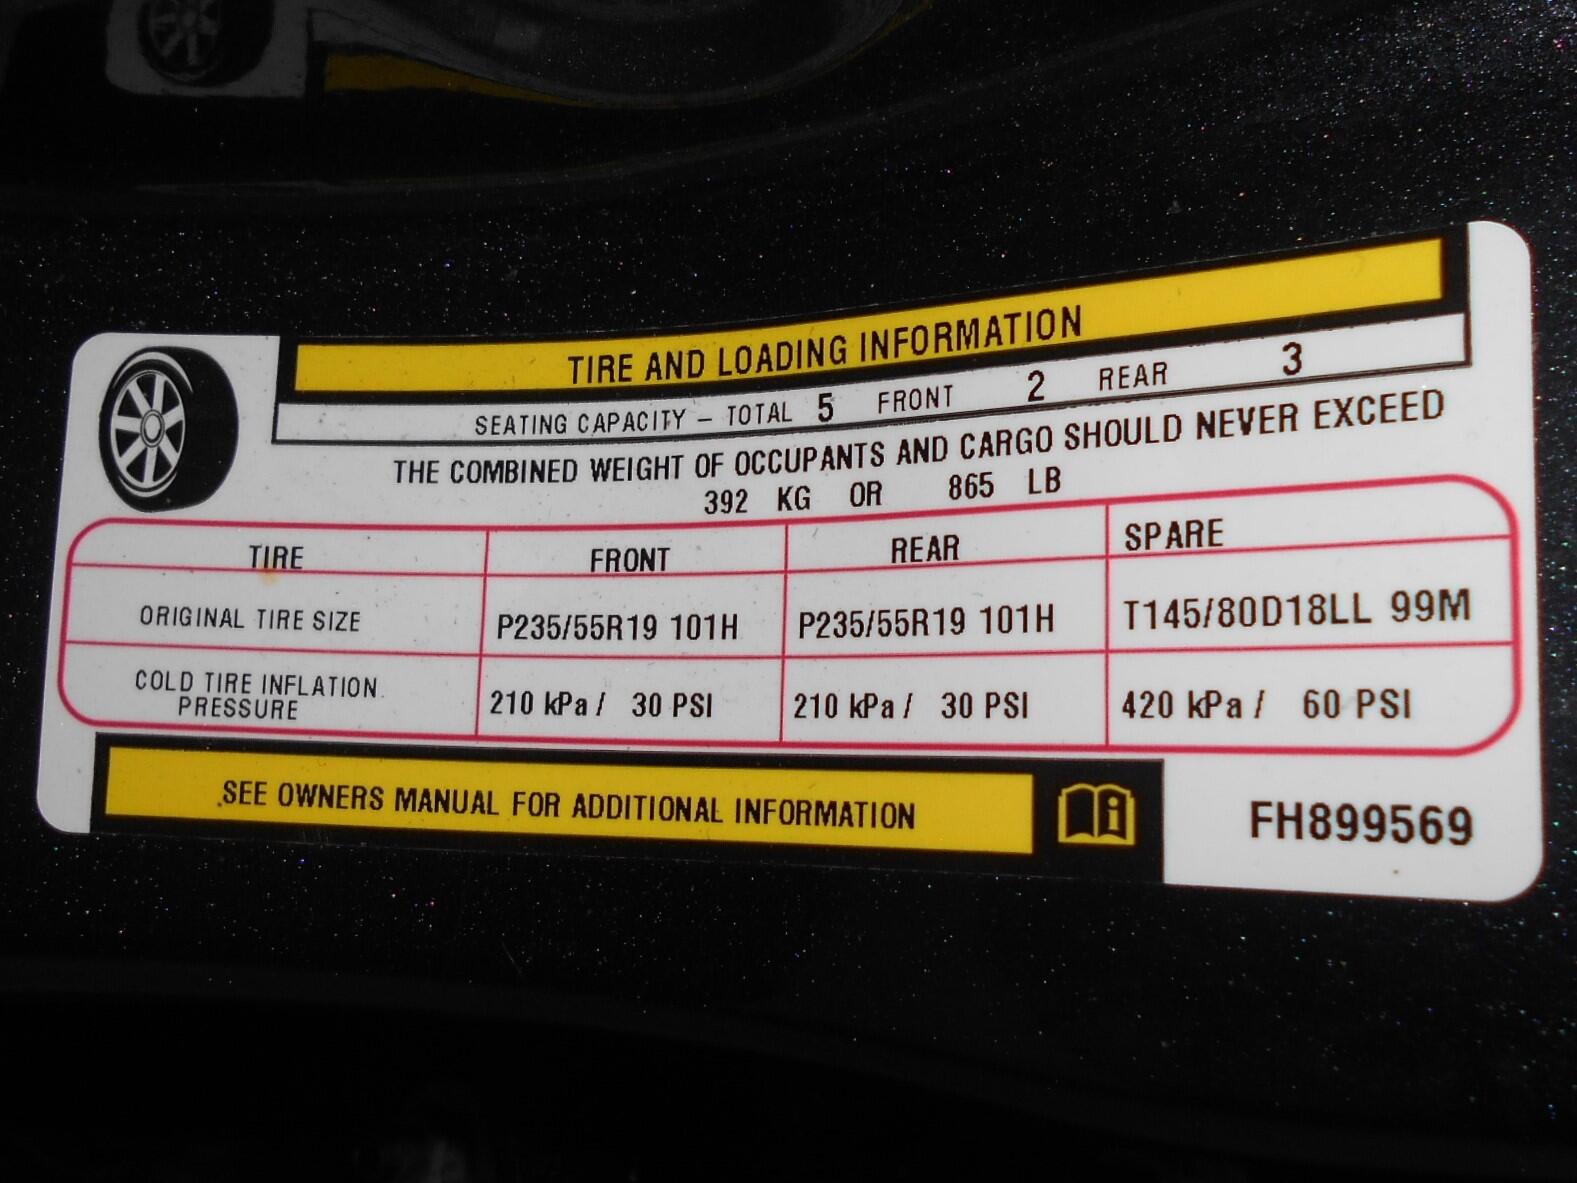 TIRE AND LOADING INFORMATION
SEATING CAPACITY – TOTAL 5 FRONT 2 REAR 3
THE COMBINED WEIGHT OF OCCUPANTS AND CARGO SHOULD NEVER EXCEED
392 KG OR 865 LB
TIRE FRONT REAR SPARE
ORIGINAL TIRE SIZE P235/55R19 101H P235/55R19 101H T145/80D18LL 99M
COLD TIRE INFLATION
PRESSURE 210 kPa / 30 PSI 210 kPa / 30 PSI 420 kPa / 60 PSI
SEE OWNERS MANUAL FOR ADDITIONAL INFORMATION
FH899569